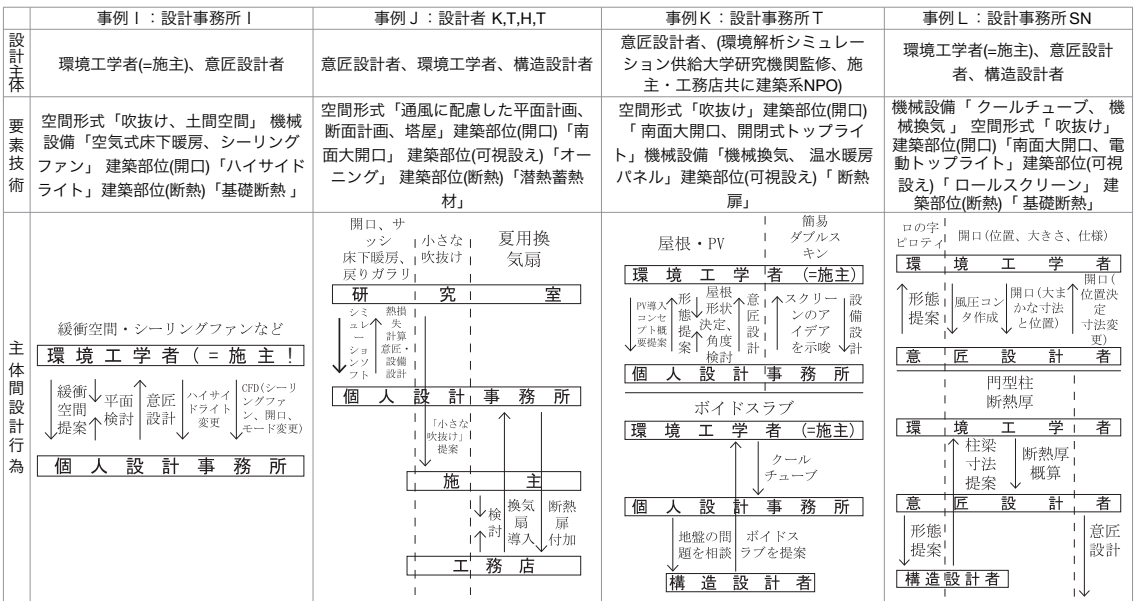 事例I：設計事務所I
事例J：設計者 K,T,H,T
事例K：設計事務所T
事例L：設計事務所SN
設計主体
環境工学者(=施主)、意匠設計者
意匠設計者、環境工学者、構造設計者
意匠設計者、(環境解析シミュレー
ション供給大学研究機関監修、施
主・工務店共に建築系NPO)
環境工学者(=施主)、意匠設計
者、構造設計者
要素技術
空間形式「吹抜け、土間空間」 機械
設備「空気式床下暖房、シーリング
ファン」 建築部位(開口)「ハイサイド
ライト」建築部位(断熱)「基礎断熱 」
空間形式「通風に配慮した平面計画、
断面計画、塔屋」建築部位(開口)「南
面大開口」 建築部位(可視設え)「オー
ニング」 建築部位(断熱)「潜熱蓄熱
材」
空間形式「吹抜け」建築部位(開口)
「 南面大開口、開閉式トップライ
ト」機械設備「機械換気、 温水暖房
パネル」建築部位(可視設え)「 断熱
扉」
機械設備「 クールチューブ、 機
械換気 」 空間形式「 吹抜け」
建築部位(開口)「南面大開口、電
動トップライト」建築部位(可視
設え)「 ロールスクリーン」 建
築部位(断熱)「 基礎断熱」
主体間設計行為
緩衝空間・シーリングファンなど
環境工学者(=施主!
緩衝
空間
提案
平面
検討
意匠
設計
ハイサイ
ドライト
変更
CFD(シーリ
ングファ
ン、開口、
モード変更)
個人設計事務所
開口、サ
ッシ
床下暖房、
戻りガラリ
小さな
吹抜け
夏用換
気扇
研究室
シミ
ュレ
ー
ション
ソフト
熱損
失
計算
意匠・
設備
設計
個人設計事務所
「小さな
吹抜け」
提案
施主
検
討
換気
扇
導入
断熱
扉
付加
工務店
屋根・PV
簡易
ダブルス
キン
環境工学者 (=施主)
PV導入
コンセ
プト概
要提案
形
態
提
案
屋根
形状
決定、
角度
検討
意
匠
設
計
スクリー
ンのア
イデア
を示唆
設
備
設
計
個人設計事務所
ボイドスラブ
環境工学者 (=施主)
クール
チューブ
個人設計事務所
地盤の問
題を相談
ボイドス
ラブを提案
構造設計者
ロの字
ピロティ
開口(位置、大きさ、仕様)
環境工学者
形態
提案
風圧コン
タ作成
開口(大ま
かな寸法
と位置)
開口(
位置決
定
寸法変
更)
意匠設計者
門型柱
断熱厚
環境工学者
柱梁
寸法
提案
断熱厚
概算
意匠設計者
形態
提案
意匠
設計
構造設計者